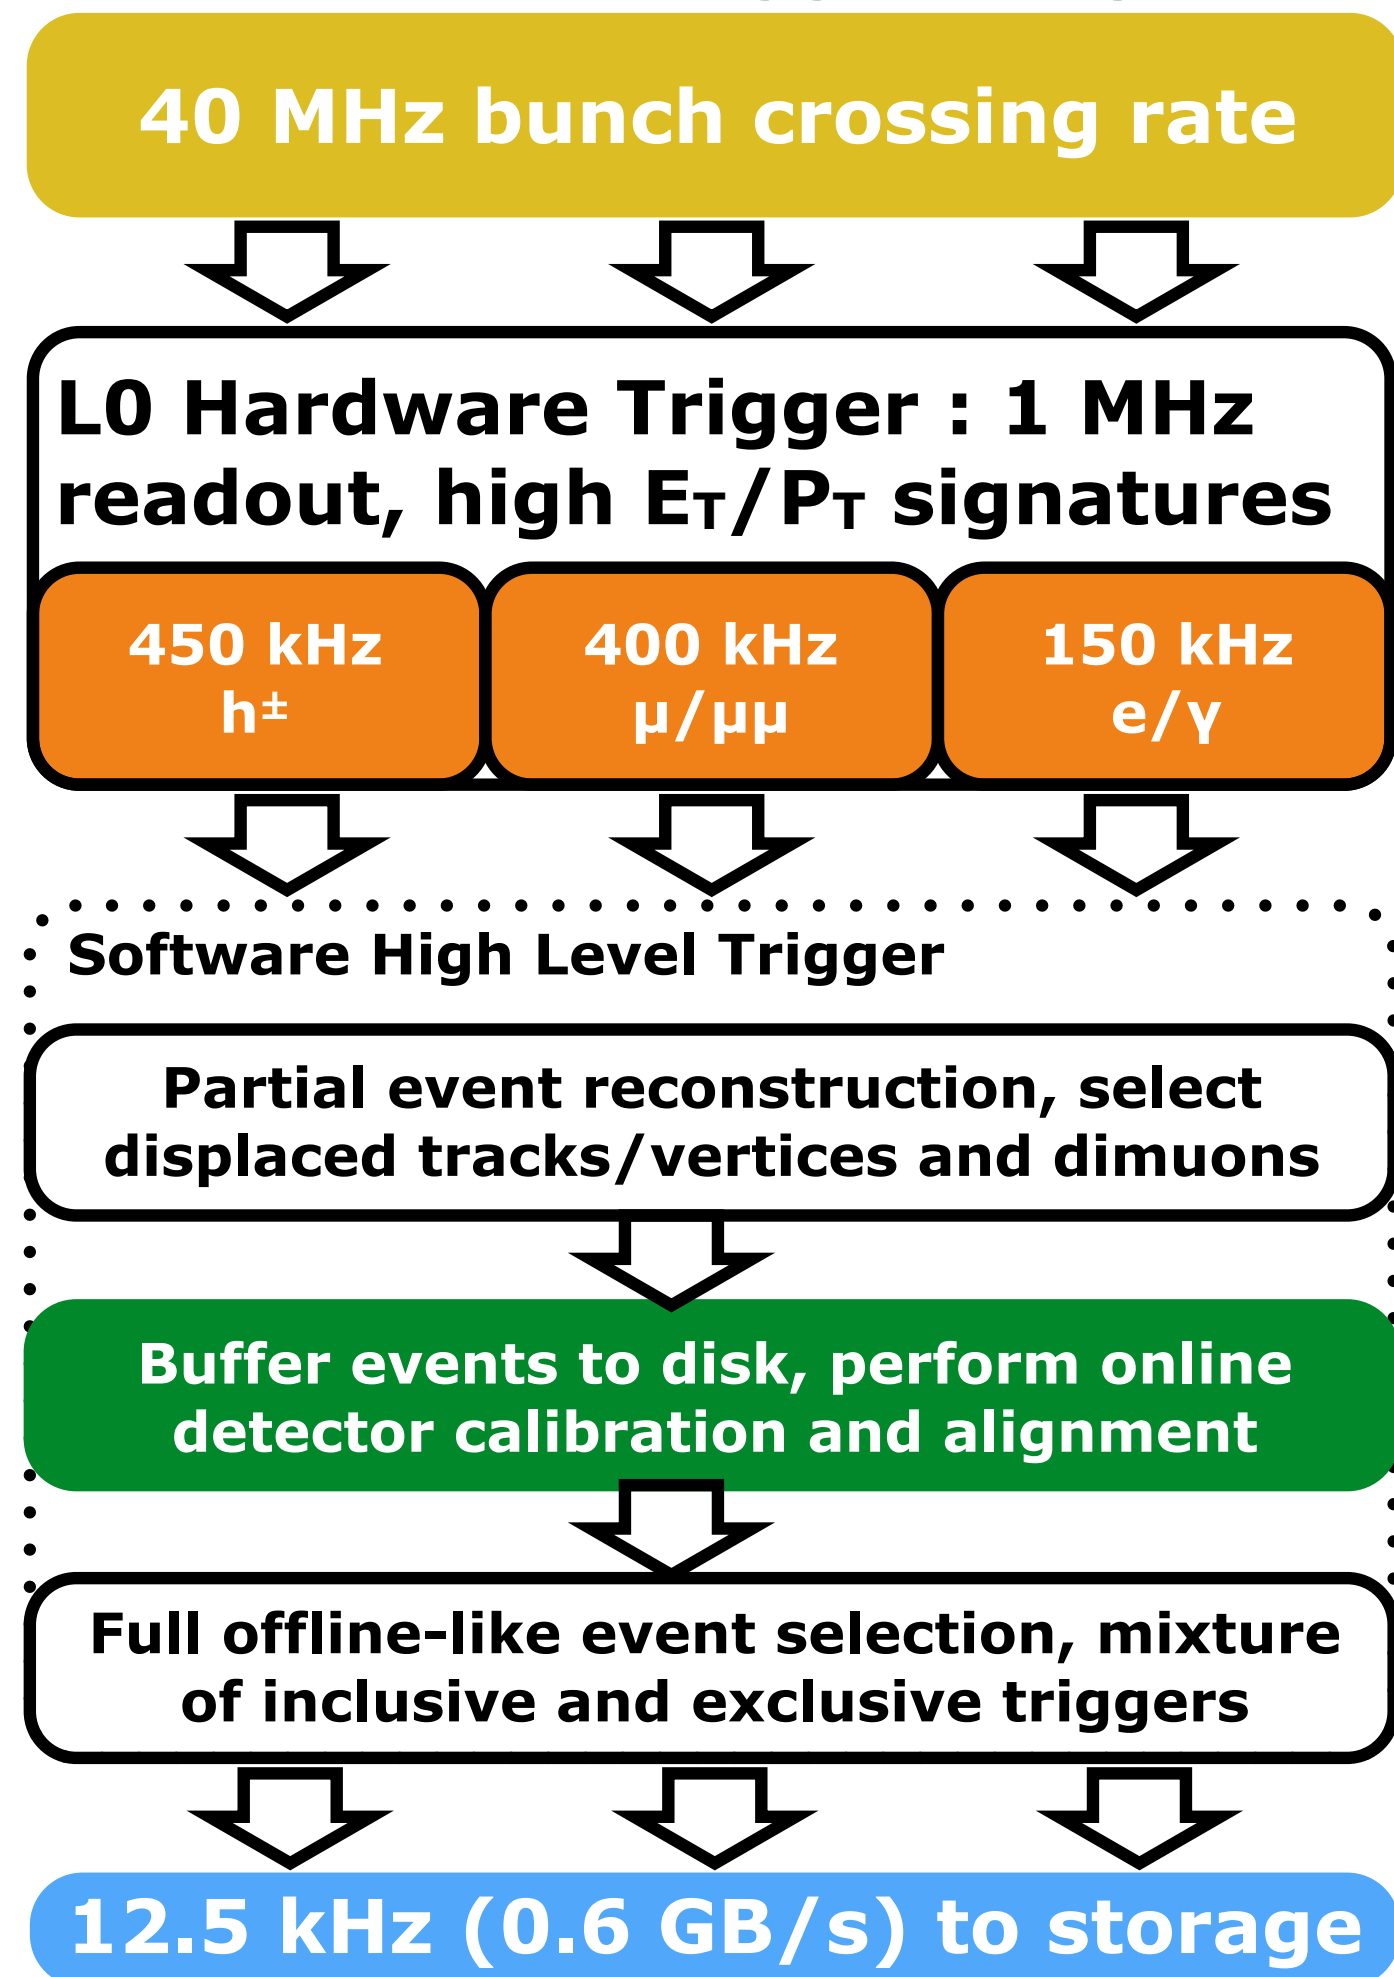 40 MHz bunch crossing rate
L0 Hardware Trigger : 1 MHz
readout, high ET/PT signatures
450 kHz
h±
400 kHz
µ/µµ
150 kHz
e/γ
Software High Level Trigger
Partial event reconstruction, select
displaced tracks/vertices and dimuons
Buffer events to disk, perform online
detector calibration and alignment
Full offline-like event selection, mixture
of inclusive and exclusive triggers
12.5 kHz (0.6 GB/s) to storage